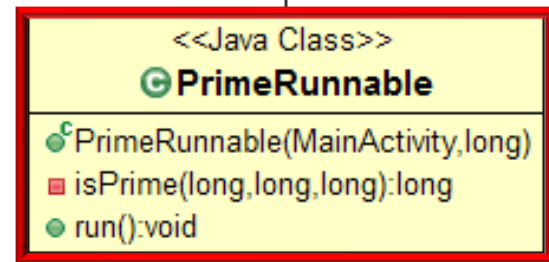 <<Java Class>>
PrimeRunnable
PrimeRunnable(MainActivity,long)
isPrime(long,long,long):long
run():void